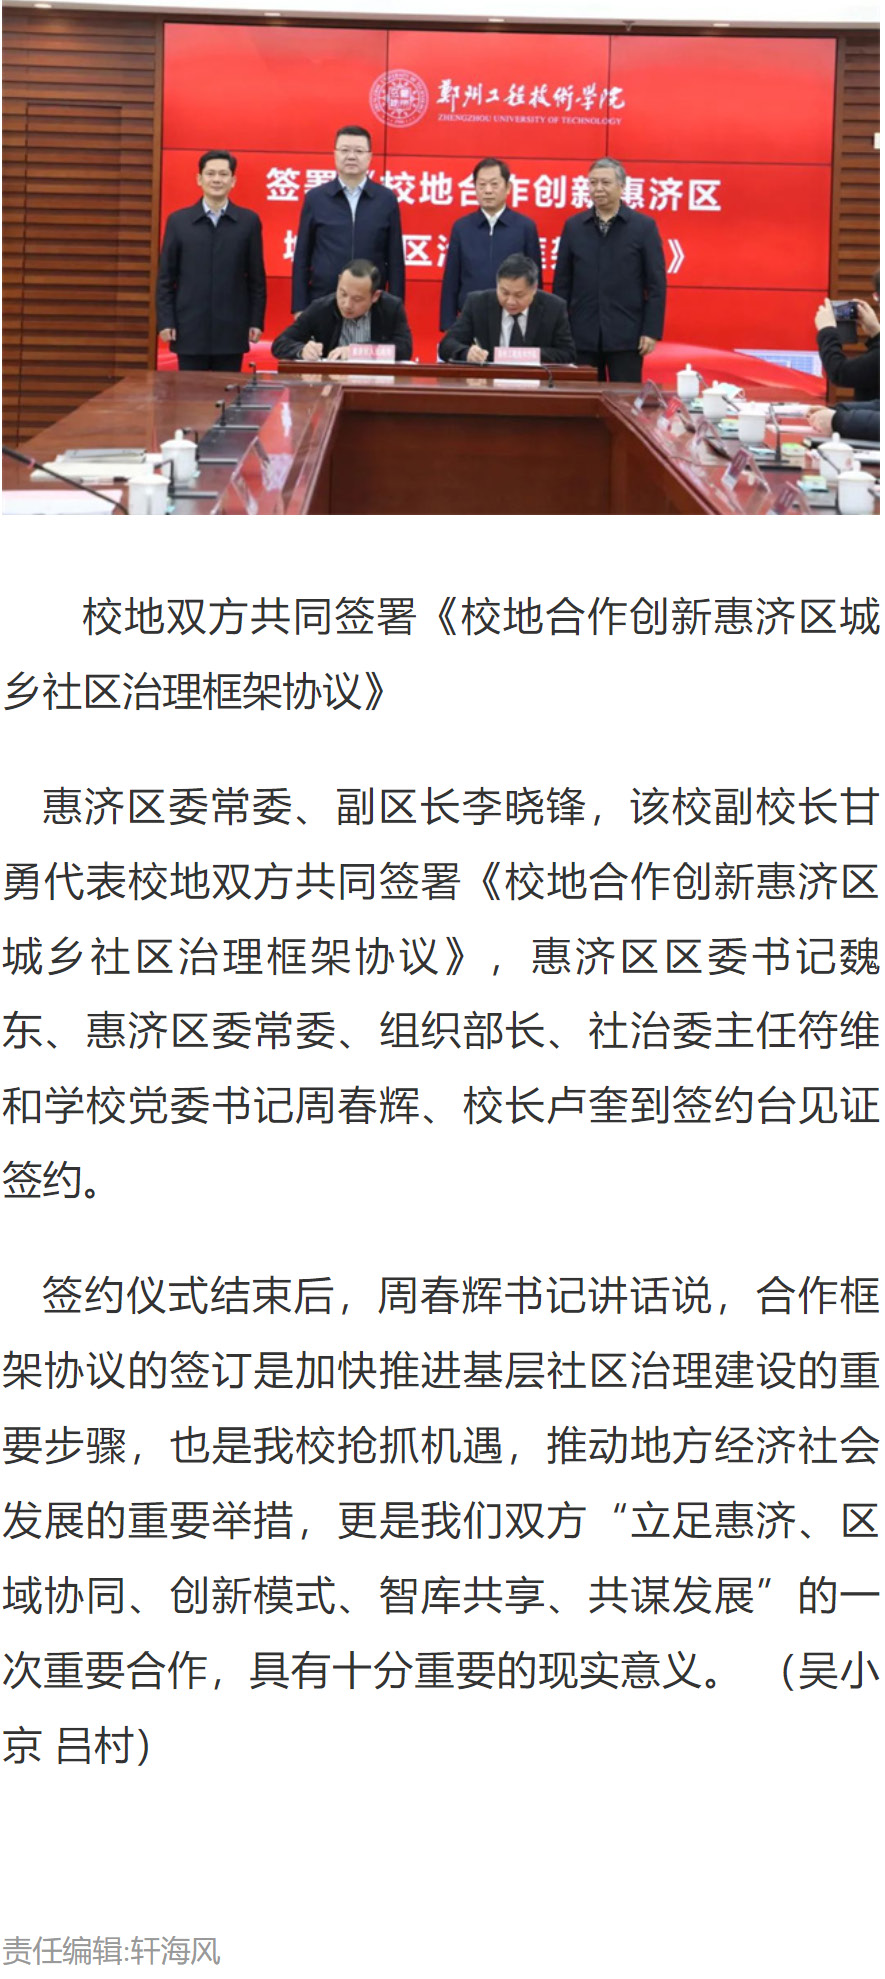 鄭州工程技術學院
ZHENGZHOU UNIVERSITY OF TECHNOLOGY
签署《校地合作创新惠济区
区治
》
校地双方共同签署《校地合作创新惠济区城
乡社区治理框架协议》
惠济区委常委、副区长李晓锋，该校副校长甘
勇代表校地双方共同签署《校地合作创新惠济区
城乡社区治理框架协议》，惠济区区委书记魏
东、惠济区委常委、组织部长、社治委主任符维
和学校党委书记周春辉、校长卢奎到签约台见证
签约。
签约仪式结束后，周春辉书记讲话说，合作框
架协议的签订是加快推进基层社区治理建设的重
要步骤，也是我校抢抓机遇，推动地方经济社会
发展的重要举措，更是我们双方“立足惠济、区
域协同、创新模式、智库共享、共谋发展”的一
次重要合作，具有十分重要的现实意义。 （吴小
京 吕村）
责任编辑:轩海风